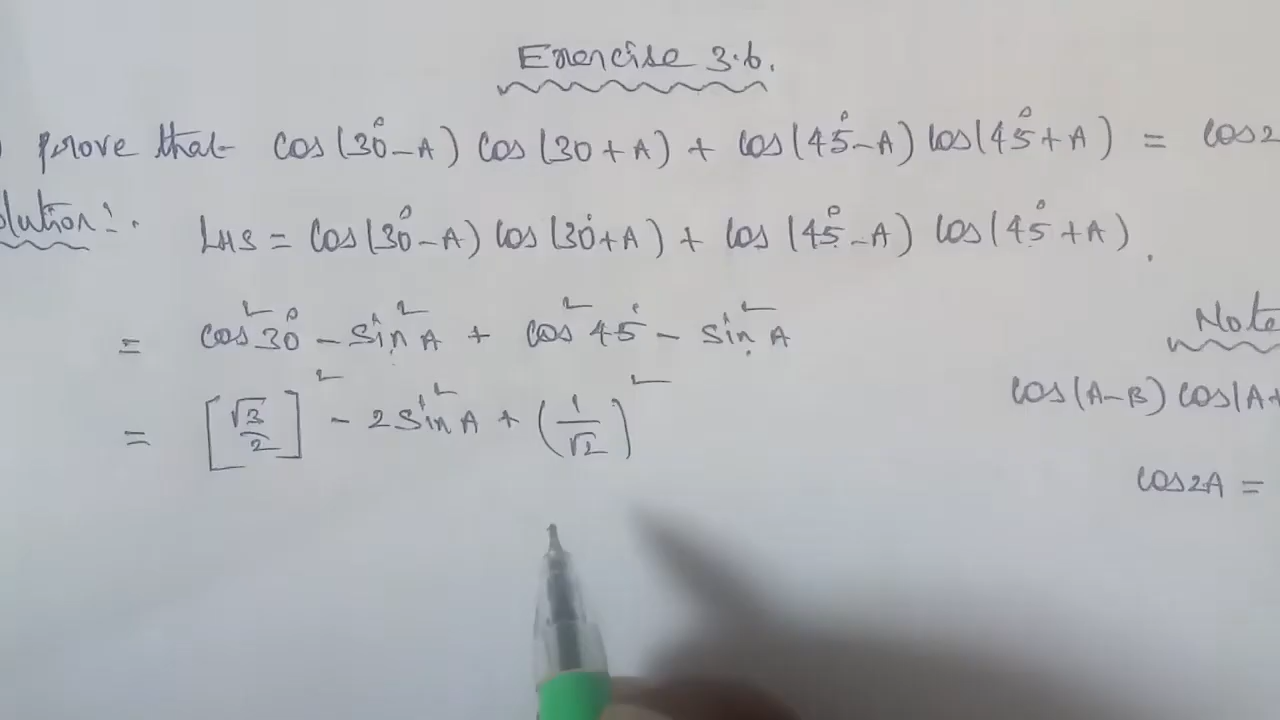 Exercise 3.6.
prove that cos(30°-A) cos(30+A) + cos(45°-A) cos(45°+A) = cos2
olution:. LHS = cos(30°-A) cos(30°+A) + cos(45°-A) cos(45°+A).
= cos²30° - sin²A + cos²45° - sin²A
Note
= [√3/2]² - 2sin²A + (1/√2)²
cos(A-B) cos(A+
cos2A =